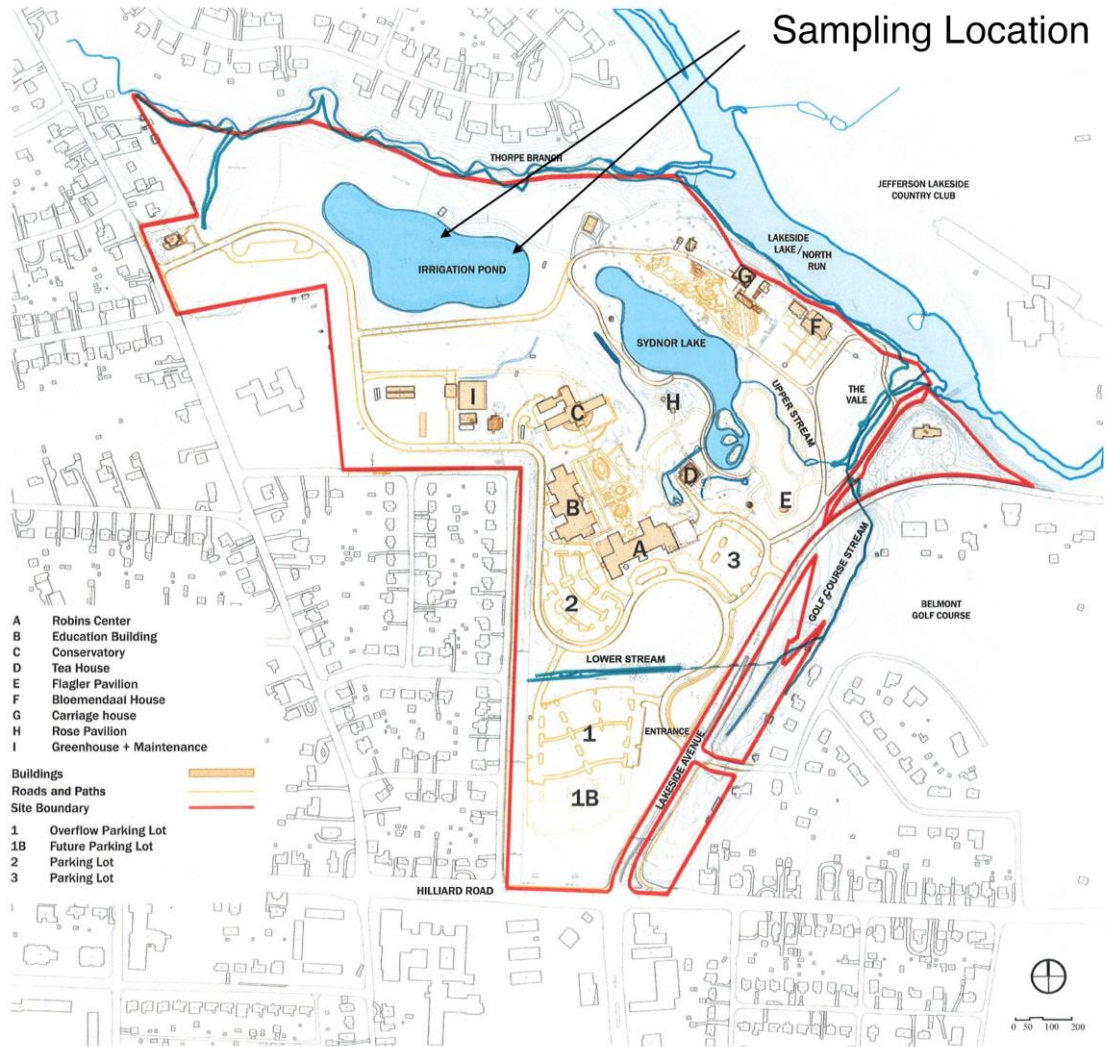 Sampling Location
THORPE BRANCH
JEFFERSON LAKESIDE
COUNTRY CLUB
LAKESIDE
LAKE / NORTH
RUN
IRRIGATION POND
G
F
SYDNOR LAKE
UPPER STREAM
THE
VALE
I
C
H
D
E
B
A
3
GOLF COURSE STREAM
BELMONT
GOLF COURSE
2
LOWER STREAM
1
ENTRANCE
LAKESIDE AVENUE
1B
HILLIARD ROAD
A Robins Center
B Education Building
C Conservatory
D Tea House
E Flagler Pavilion
F Bloemendaal House
G Carriage house
H Rose Pavilion
I Greenhouse + Maintenance
Buildings
Roads and Paths
Site Boundary
1 Overflow Parking Lot
1B Future Parking Lot
2 Parking Lot
3 Parking Lot
0 50 100 200